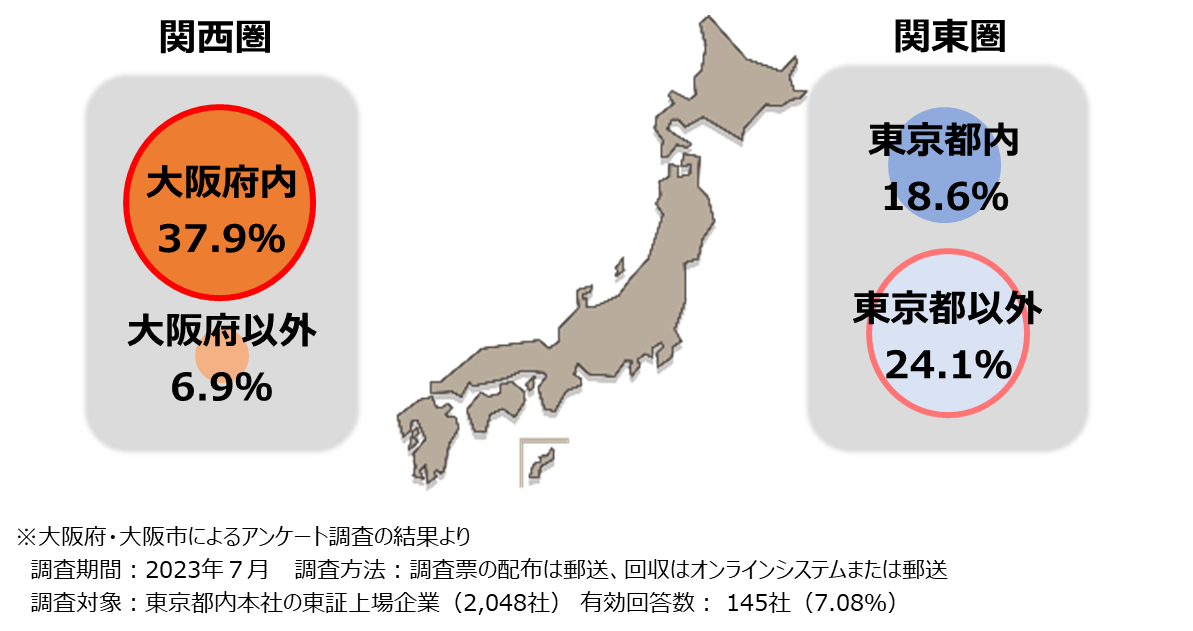 関西圏
大阪府内
37.9%
大阪府以外
6.9%
関東圏
東京都内
18.6%
東京都以外
24.1%
※大阪府・大阪市によるアンケート調査の結果より
調査期間：2023年７月　調査方法：調査票の配布は郵送、回収はオンラインシステムまたは郵送
調査対象：東京都内本社の東証上場企業（2,048社） 有効回答数： 145社（7.08%）